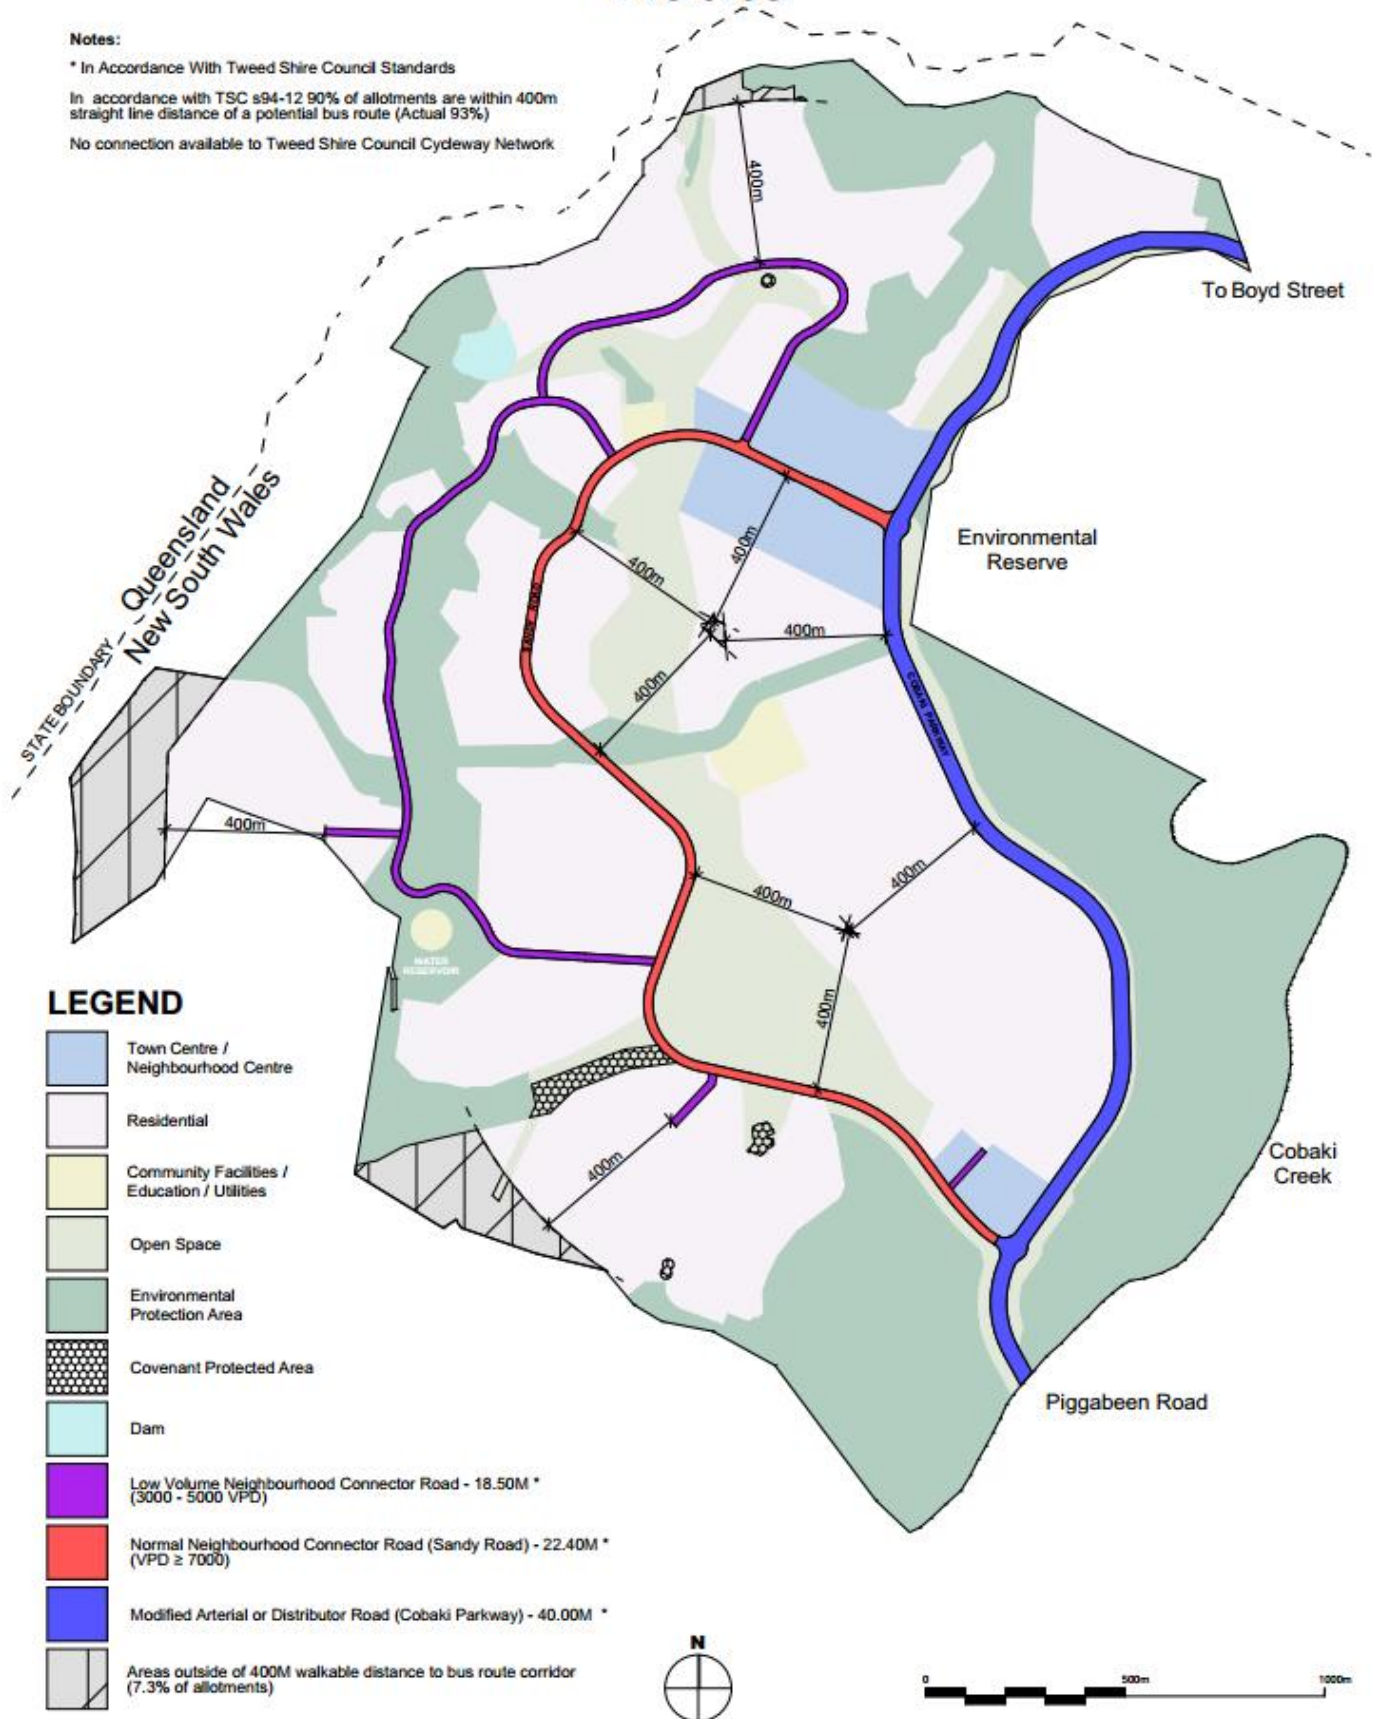 Notes:
* In Accordance With Tweed Shire Council Standards
In accordance with TSC s94-12 90% of allotments are within 400m
straight line distance of a potential bus route (Actual 93%)
No connection available to Tweed Shire Council Cycleway Network
400m
To Boyd Street
Queensland
New South Wales
STATE BOUNDARY
Environmental
Reserve
400m
400m
400m
400m
ROAD
COBAKI PARKWAY
400m
400m
400m
400m
WATER
RESERVOIR
400m
Cobaki
Creek
Piggabeen Road
LEGEND
Town Centre /
Neighbourhood Centre
Residential
Community Facilities /
Education / Utilities
Open Space
Environmental
Protection Area
Covenant Protected Area
Dam
Low Volume Neighbourhood Connector Road - 18.50M *
(3000 - 5000 VPD)
Normal Neighbourhood Connector Road (Sandy Road) - 22.40M *
(VPD ≥ 7000)
Modified Arterial or Distributor Road (Cobaki Parkway) - 40.00M *
Areas outside of 400M walkable distance to bus route corridor
(7.3% of allotments)
N
0
500m
1000m